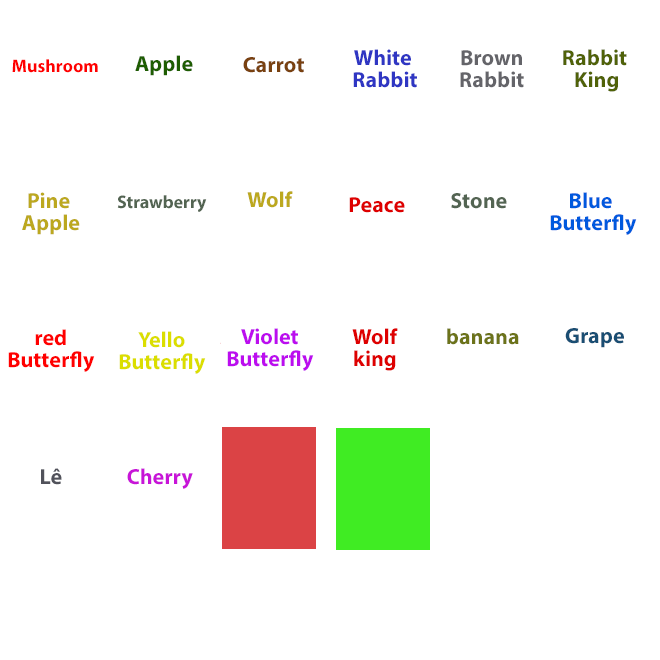 Mushroom
Apple
Carrot
White
Rabbit
Brown
Rabbit
Rabbit
King
Pine
Apple
Strawberry
Wolf
Peace
Stone
Blue
Butterfly
red
Butterfly
Yello
Butterfly
Violet
Butterfly
Wolf
king
banana
Grape
Lê
Cherry